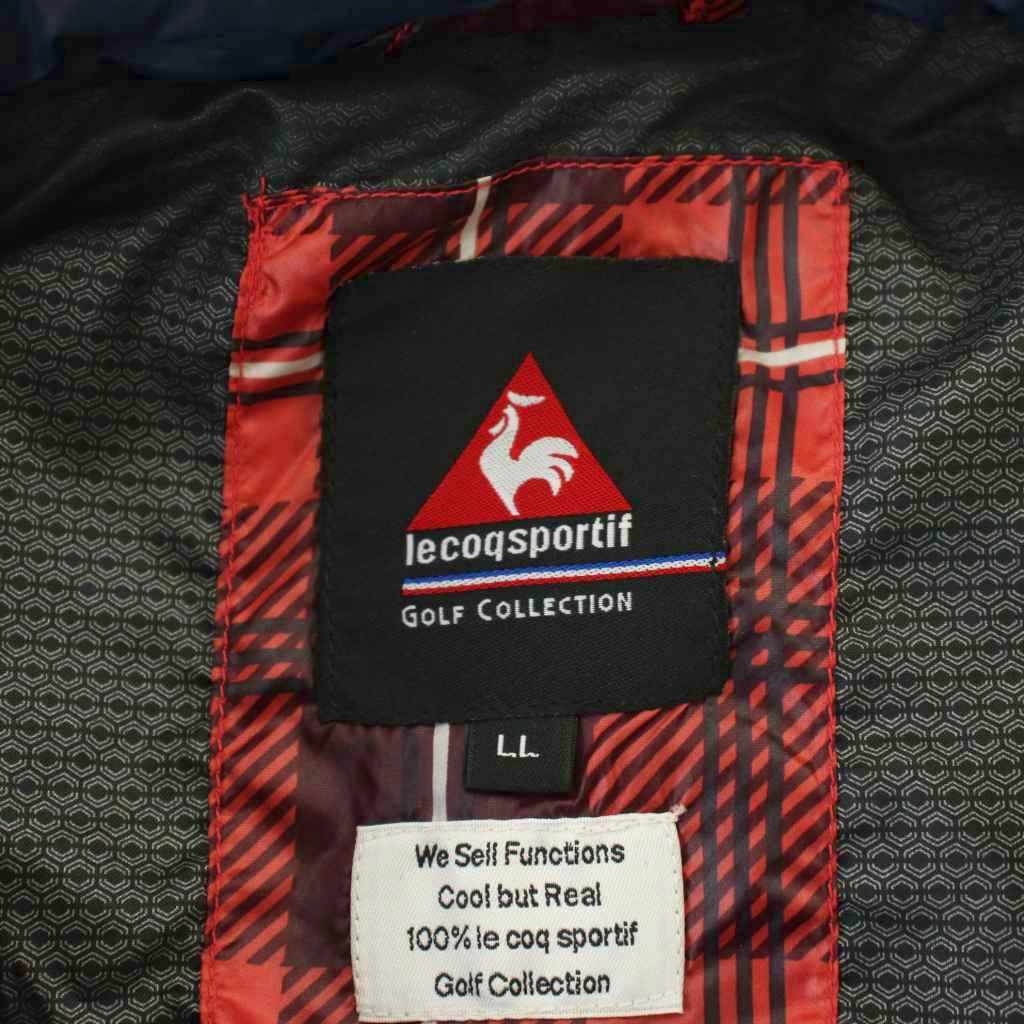 lecoqsportif
GOLF COLLECTION
LL
We Sell Functions
Cool but Real
100% le coq sportif
Golf Collection